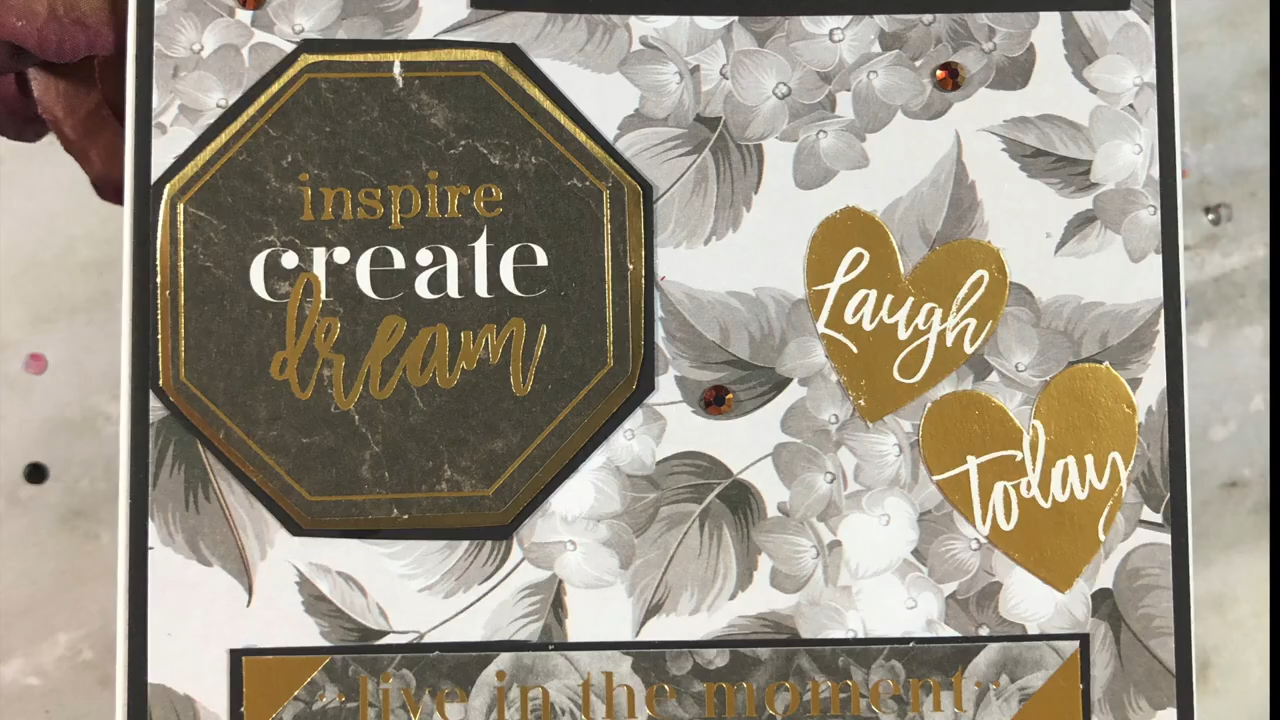 inspire
create
dream
Laugh
today
live in the moment